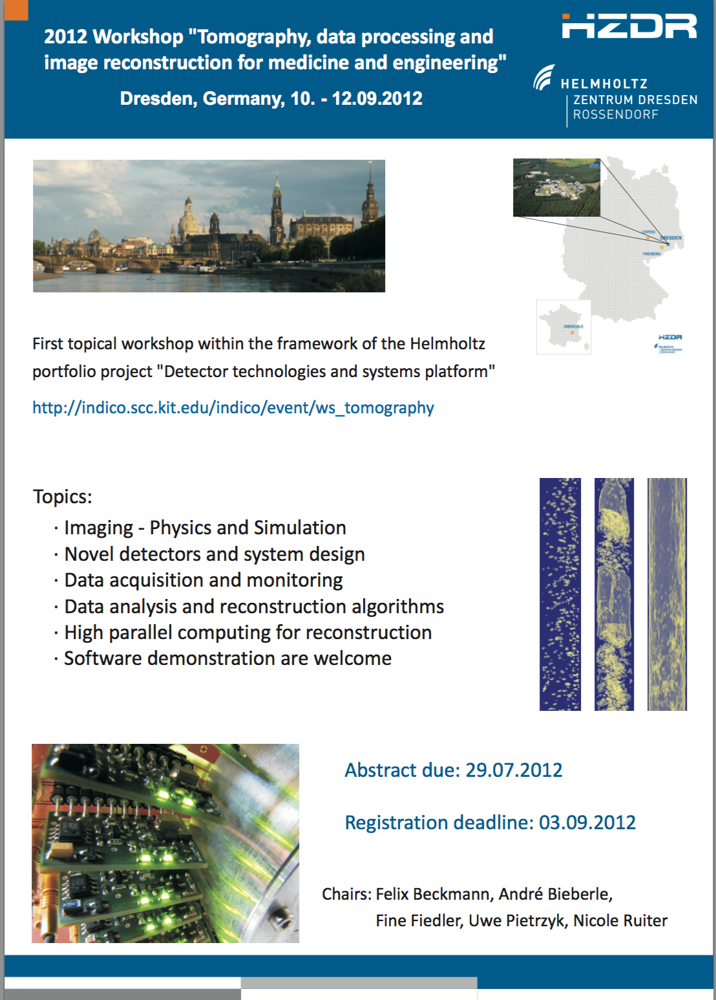 2012 Workshop "Tomography, data processing and
image reconstruction for medicine and engineering"
Dresden, Germany, 10. - 12.09.2012
HZDR
HELMHOLTZ
ZENTRUM DRESDEN
ROSSENDORF
LEIPZIG
DRESDEN
FREIBERG
GRENOBLE
HZDR
HELMHOLTZ
ZENTRUM DRESDEN
ROSSENDORF
First topical workshop within the framework of the Helmholtz
portfolio project "Detector technologies and systems platform"
http://indico.scc.kit.edu/indico/event/ws_tomography
Topics:
· Imaging - Physics and Simulation
· Novel detectors and system design
· Data acquisition and monitoring
· Data analysis and reconstruction algorithms
· High parallel computing for reconstruction
· Software demonstration are welcome
Abstract due: 29.07.2012
Registration deadline: 03.09.2012
Chairs: Felix Beckmann, André Bieberle,
Fine Fiedler, Uwe Pietrzyk, Nicole Ruiter